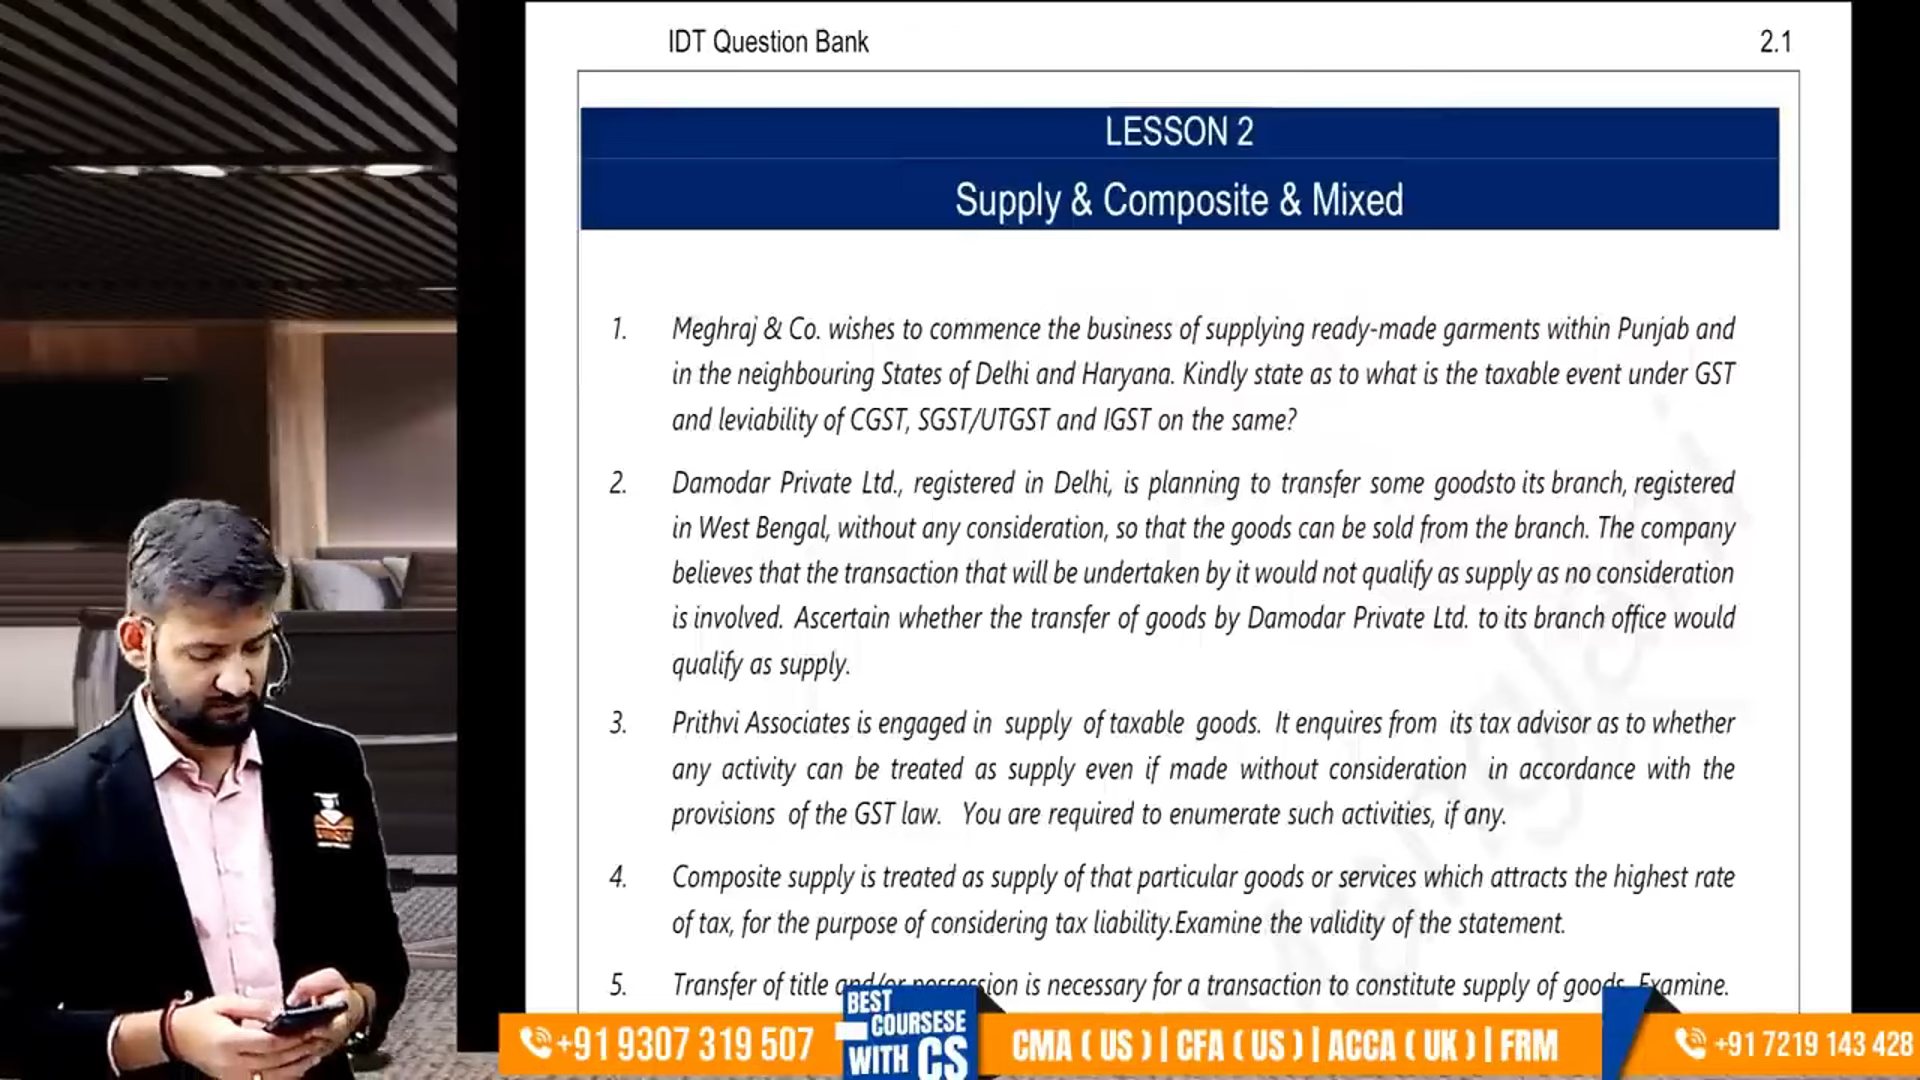 IDT Question Bank
2.1
LESSON 2
Supply & Composite & Mixed
1. Meghraj & Co. wishes to commence the business of supplying ready-made garments within Punjab and
in the neighbouring States of Delhi and Haryana. Kindly state as to what is the taxable event under GST
and leviability of CGST, SGST/UTGST and IGST on the same?
2. Damodar Private Ltd., registered in Delhi, is planning to transfer some goodsto its branch, registered
in West Bengal, without any consideration, so that the goods can be sold from the branch. The company
believes that the transaction that will be undertaken by it would not qualify as supply as no consideration
is involved. Ascertain whether the transfer of goods by Damodar Private Ltd. to its branch office would
qualify as supply.
3. Prithvi Associates is engaged in supply of taxable goods. It enquires from its tax advisor as to whether
any activity can be treated as supply even if made without consideration in accordance with the
provisions of the GST law. You are required to enumerate such activities, if any.
4. Composite supply is treated as supply of that particular goods or services which attracts the highest rate
of tax, for the purpose of considering tax liability.Examine the validity of the statement.
5. Transfer of title and/or possession is necessary for a transaction to constitute supply of goods. Examine.
+91 9307 319 507
BEST
COURSESE
WITH CS
CMA ( US ) | CFA ( US ) | ACCA ( UK ) | FRM
+91 7219 143 428